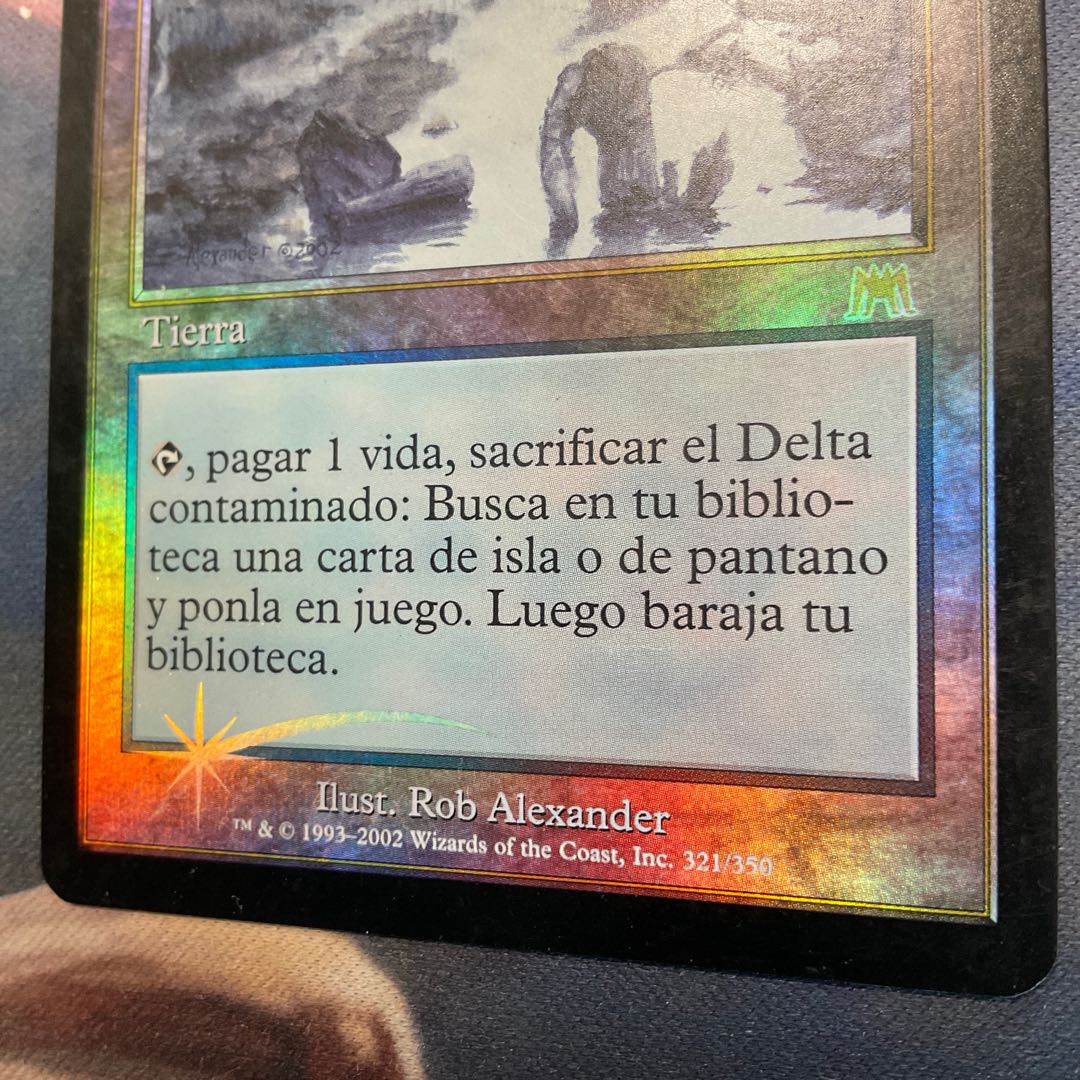 Alexander ©2002
Tierra
, pagar 1 vida, sacrificar el Delta
contaminado: Busca en tu biblio-
teca una carta de isla o de pantano
y ponla en juego. Luego baraja tu
biblioteca.
Ilust. Rob Alexander
™ & © 1993–2002 Wizards of the Coast, Inc. 321/350